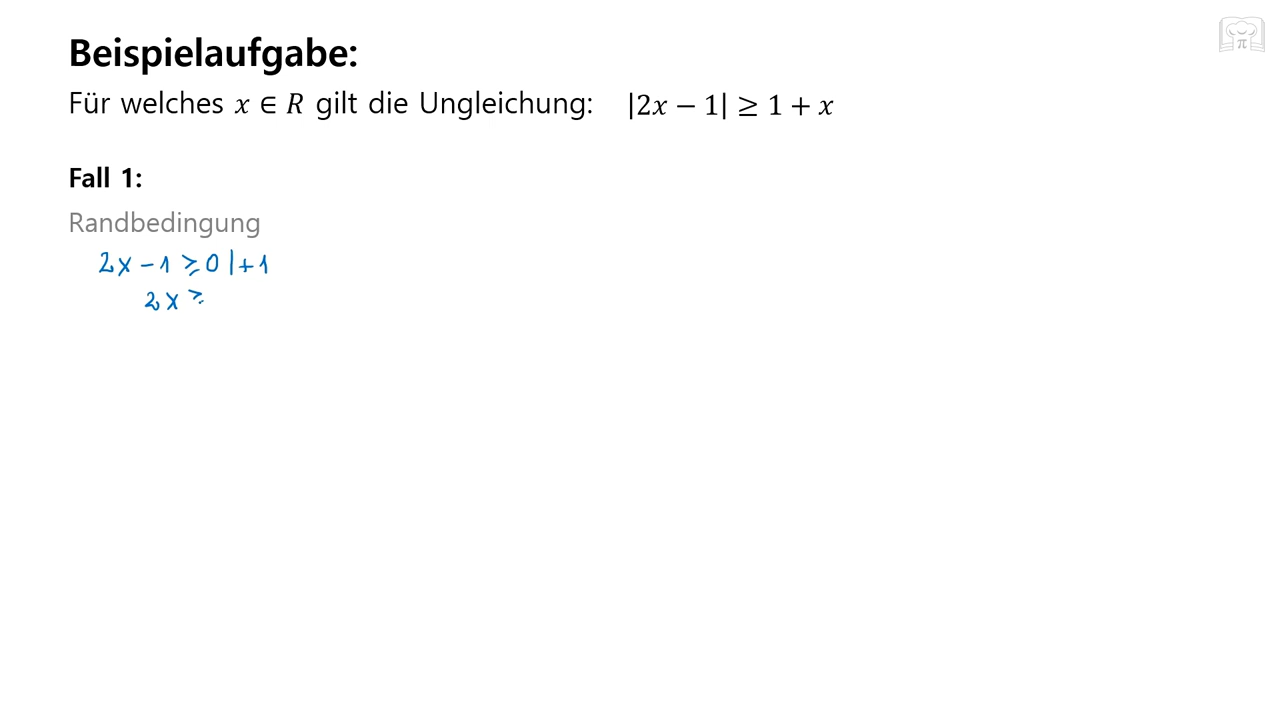 Beispielaufgabe:
Für welches x ∈ R gilt die Ungleichung: |2x − 1| ≥ 1 + x
Fall 1:
Randbedingung
2x − 1 ≥ 0 | + 1
2x ≥